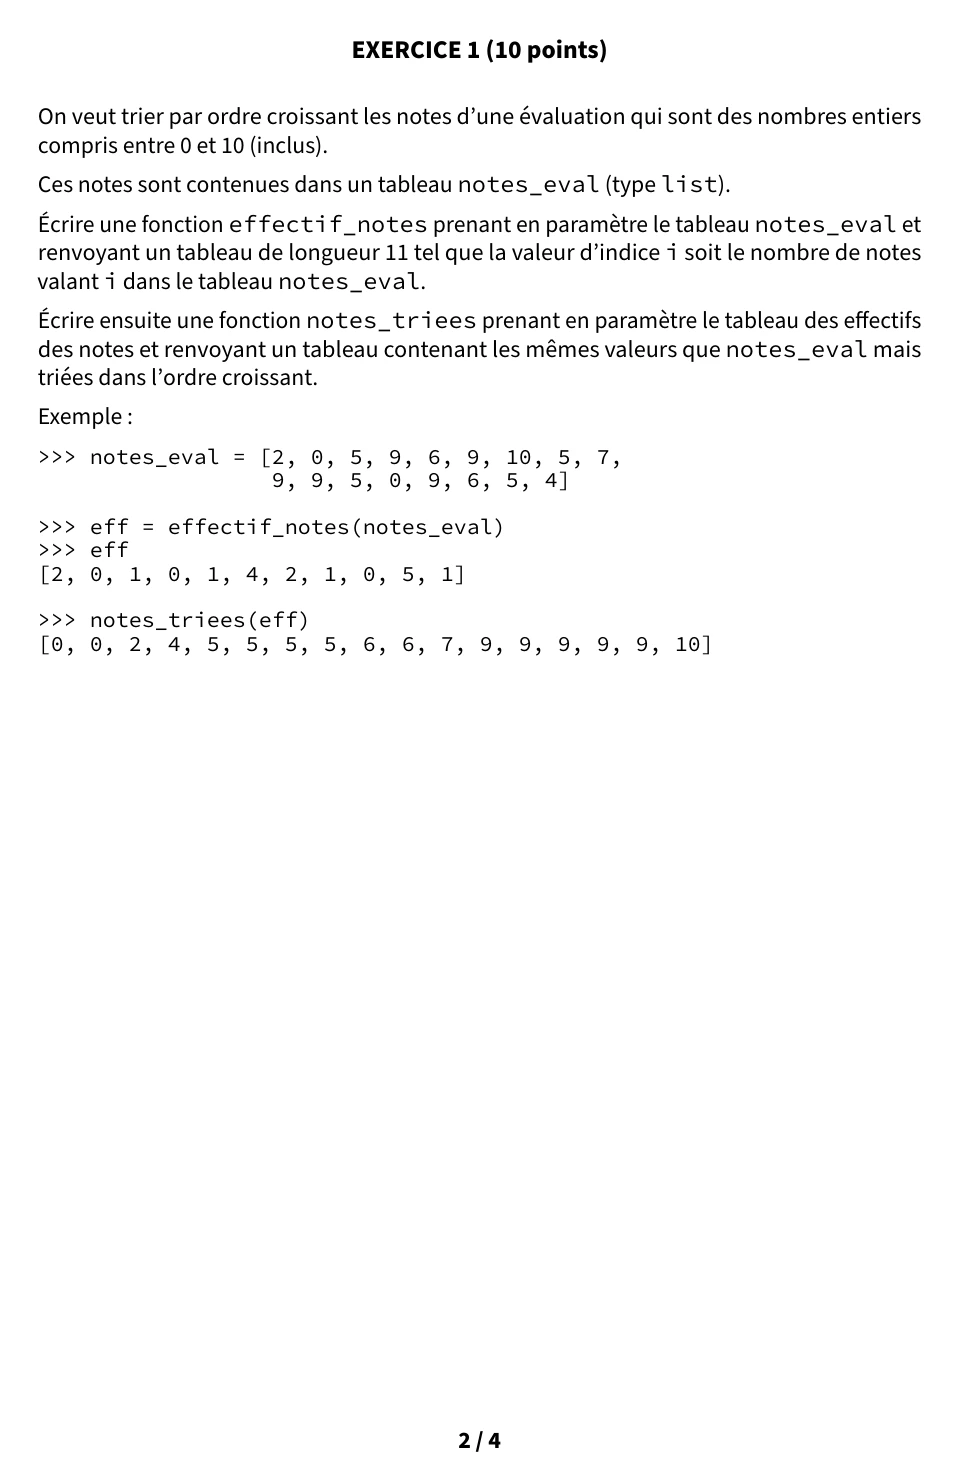 EXERCICE 1 (10 points)
On veut trier par ordre croissant les notes d’une évaluation qui sont des nombres entiers
compris entre 0 et 10 (inclus).
Ces notes sont contenues dans un tableau notes_eval (type list).
Écrire une fonction effectif_notes prenant en paramètre le tableau notes_eval et
renvoyant un tableau de longueur 11 tel que la valeur d’indice i soit le nombre de notes
valant i dans le tableau notes_eval.
Écrire ensuite une fonction notes_triees prenant en paramètre le tableau des effectifs
des notes et renvoyant un tableau contenant les mêmes valeurs que notes_eval mais
triées dans l’ordre croissant.
Exemple :
>>> notes_eval = [2, 0, 5, 9, 6, 9, 10, 5, 7,
9, 9, 5, 0, 9, 6, 5, 4]
>>> eff = effectif_notes(notes_eval)
>>> eff
[2, 0, 1, 0, 1, 4, 2, 1, 0, 5, 1]
>>> notes_triees(eff)
[0, 0, 2, 4, 5, 5, 5, 5, 6, 6, 7, 9, 9, 9, 9, 9, 10]
2 / 4